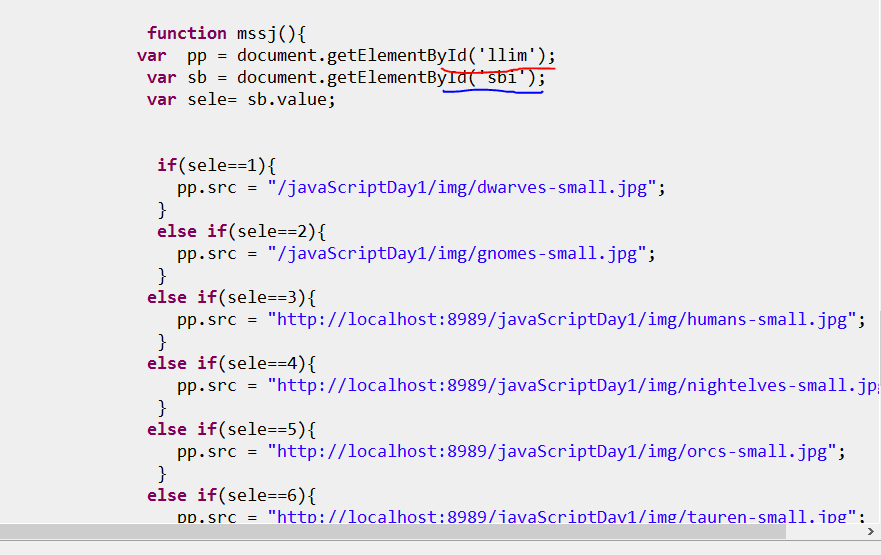 function mssj(){
var pp = document.getElementById('llim');
var sb = document.getElementById('sbi');
var sele= sb.value;
if(sele==1){
pp.src = "/javaScriptDay1/img/dwarves-small.jpg";
}
else if(sele==2){
pp.src = "/javaScriptDay1/img/gnomes-small.jpg";
}
else if(sele==3){
pp.src = "http://localhost:8989/javaScriptDay1/img/humans-small.jpg";
}
else if(sele==4){
pp.src = "http://localhost:8989/javaScriptDay1/img/nightelves-small.jpg
}
else if(sele==5){
pp.src = "http://localhost:8989/javaScriptDay1/img/orcs-small.jpg";
}
else if(sele==6){
pp.src = "http://localhost:8989/javaScriptDay1/img/tauren-small.jpg";